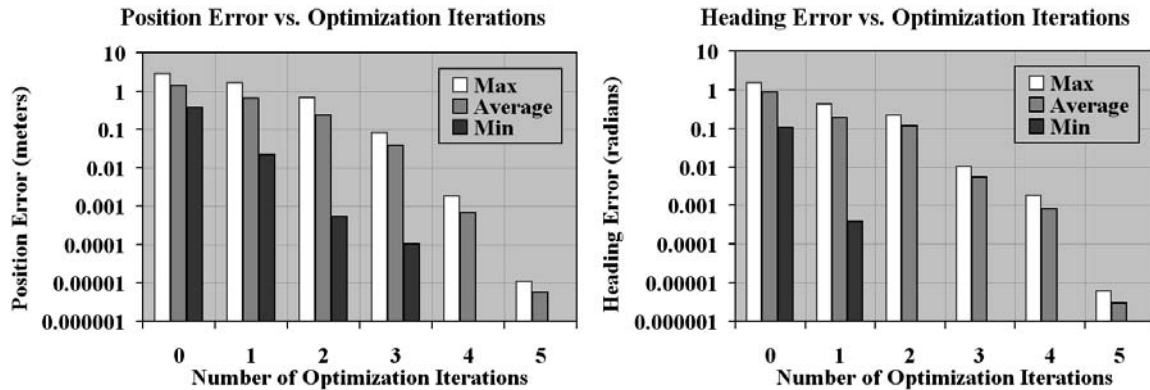 Position Error vs. Optimization Iterations
Position Error (meters)
10
1
0.1
0.01
0.001
0.0001
0.00001
0.000001
Max
Average
Min
0 1 2 3 4 5
Number of Optimization Iterations
Heading Error vs. Optimization Iterations
Heading Error (radians)
10
1
0.1
0.01
0.001
0.0001
0.00001
0.000001
Max
Average
Min
0 1 2 3 4 5
Number of Optimization Iterations